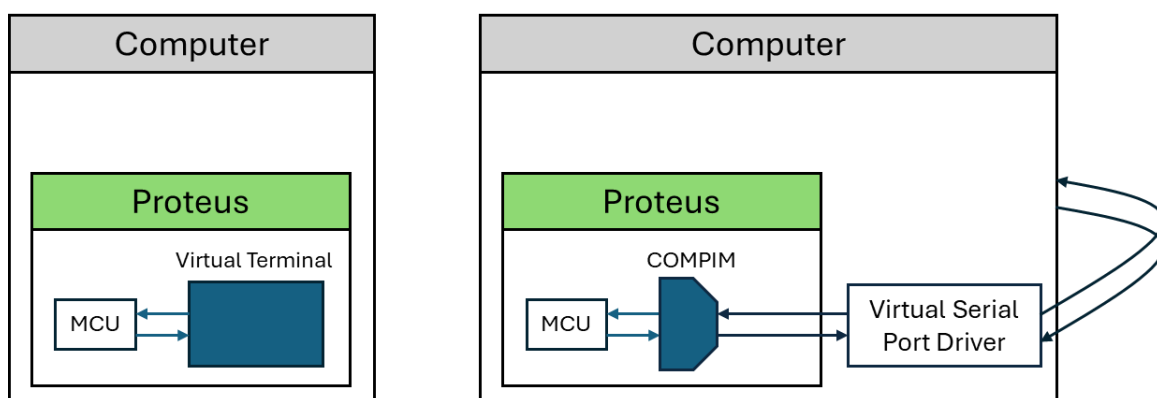 Computer
Proteus
Virtual Terminal
MCU
Computer
Proteus
COMPIM
MCU
Virtual Serial
Port Driver